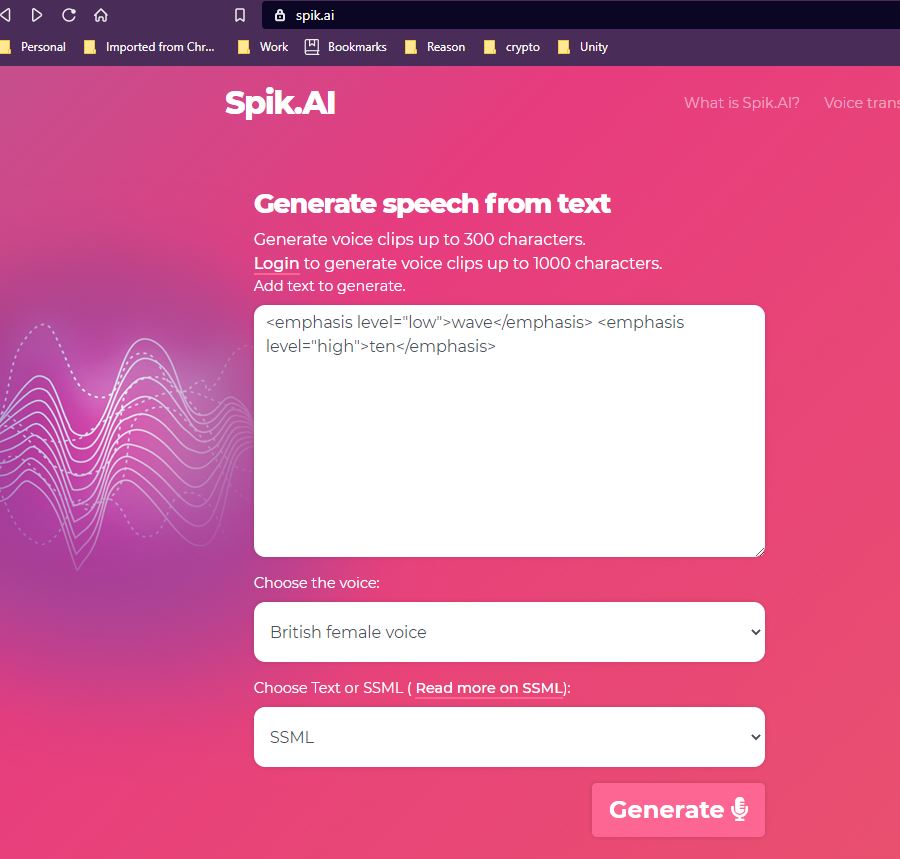 spik.ai
Personal Imported from Chr... Work Bookmarks Reason crypto Unity
Spik.AI What is Spik.AI? Voice trans
Generate speech from text
Generate voice clips up to 300 characters.
Login to generate voice clips up to 1000 characters.
Add text to generate.
<emphasis level="low">wave</emphasis> <emphasis
level="high">ten</emphasis>
Choose the voice:
British female voice
Choose Text or SSML ( Read more on SSML):
SSML
Generate